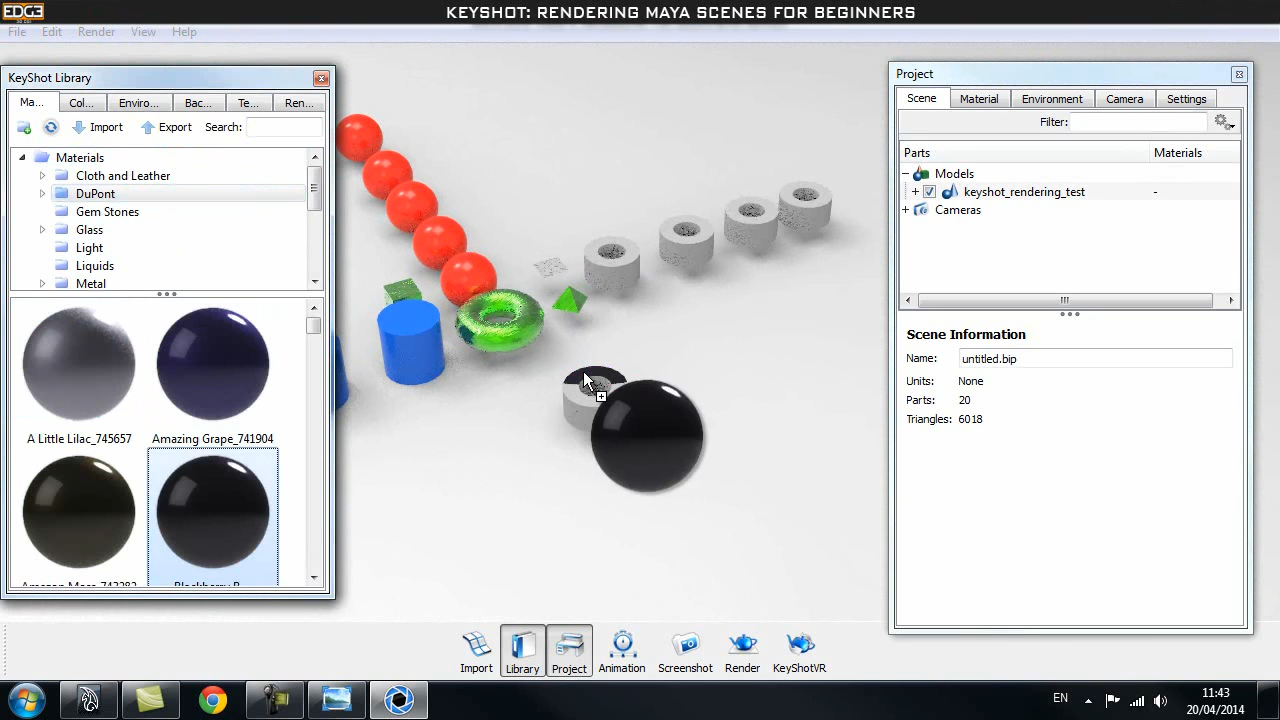 EDGE
KEYSHOT: RENDERING MAYA SCENES FOR BEGINNERS
File Edit Render View Help
KeyShot Library
Ma... Col... Enviro... Bac... Te... Ren...
Import Export Search:
Materials
Cloth and Leather
DuPont
Gem Stones
Glass
Light
Liquids
Metal
A Little Lilac_745657 Amazing Grape_741904
Project
Scene Material Environment Camera Settings
Filter:
Parts Materials
Models
keyshot_rendering_test -
Cameras
Scene Information
Name: untitled.bip
Units: None
Parts: 20
Triangles: 6018
Import Library Project Animation Screenshot Render KeyShotVR
EN 11:43
20/04/2014